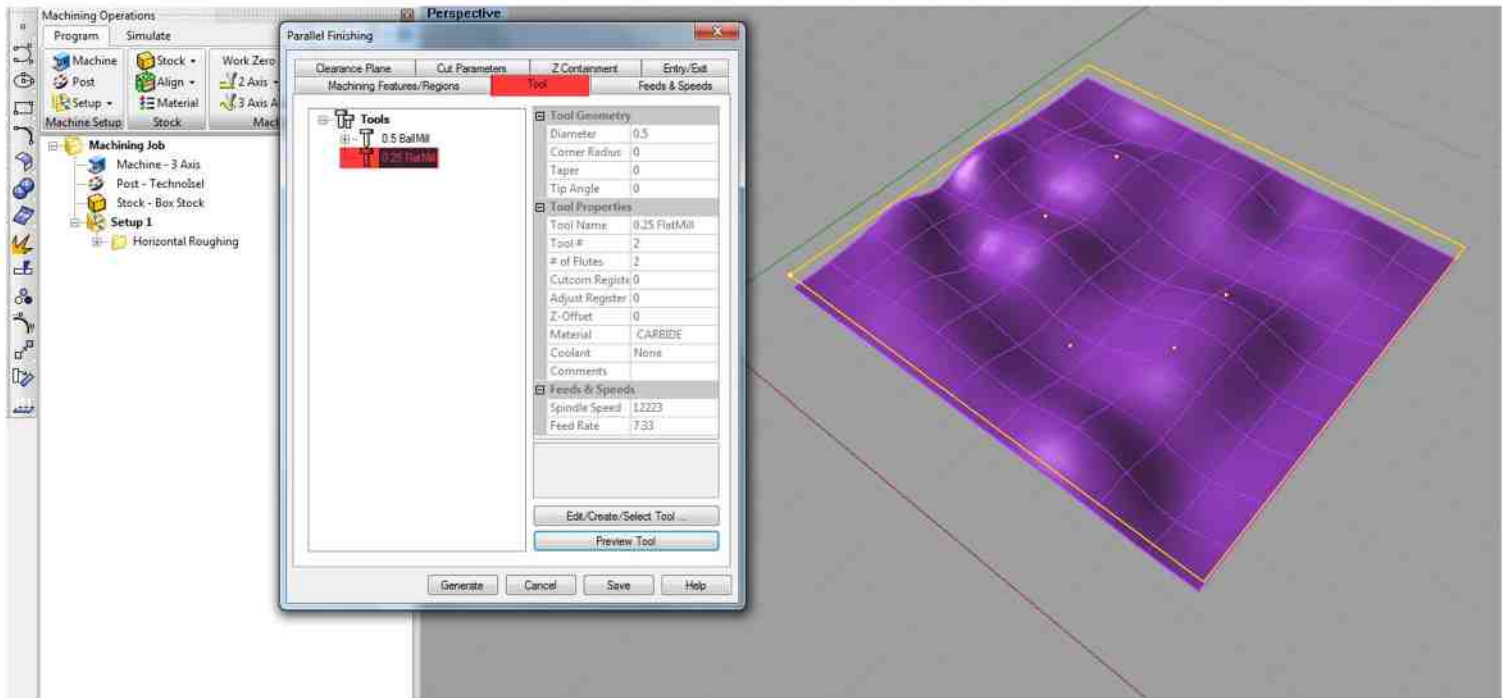 Machining Operations
Perspective
Program Simulate
Machine
Stock
Work Zero
Post
Align
2 Axis
Setup
Material
3 Axis A
Machine Setup
Stock
Mac
Machining Job
Machine - 3 Axis
Post - TechnoIsel
Stock - Box Stock
Setup 1
Horizontal Roughing
Parallel Finishing
Clearance Plane Cut Parameters Z Containment Entry/Exit
Machining Features/Regions Tool Feeds & Speeds
Tools
0.5 BallMill
0.25 FlatMill
Tool Geometry
Diameter 0.5
Corner Radius 0
Taper 0
Tip Angle 0
Tool Properties
Tool Name 0.25 FlatMill
Tool # 2
# of Flutes 2
Cutcom Registe 0
Adjust Register 0
Z-Offset 0
Material CARBIDE
Coolant None
Comments
Feeds & Speeds
Spindle Speed 12223
Feed Rate 7.33
Edit/Create/Select Tool ...
Preview Tool
Generate Cancel Save Help